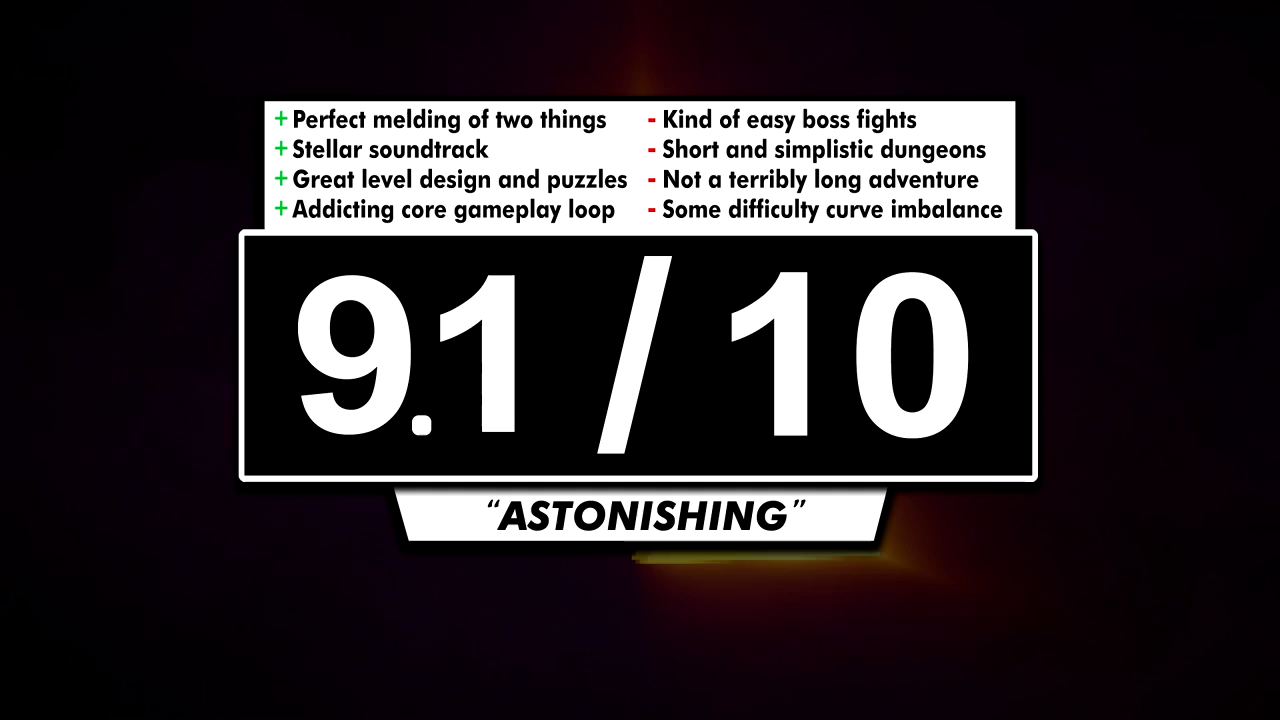 + Perfect melding of two things
+ Stellar soundtrack
+ Great level design and puzzles
+ Addicting core gameplay loop
- Kind of easy boss fights
- Short and simplistic dungeons
- Not a terribly long adventure
- Some difficulty curve imbalance
9.1 / 10
“ASTONISHING”